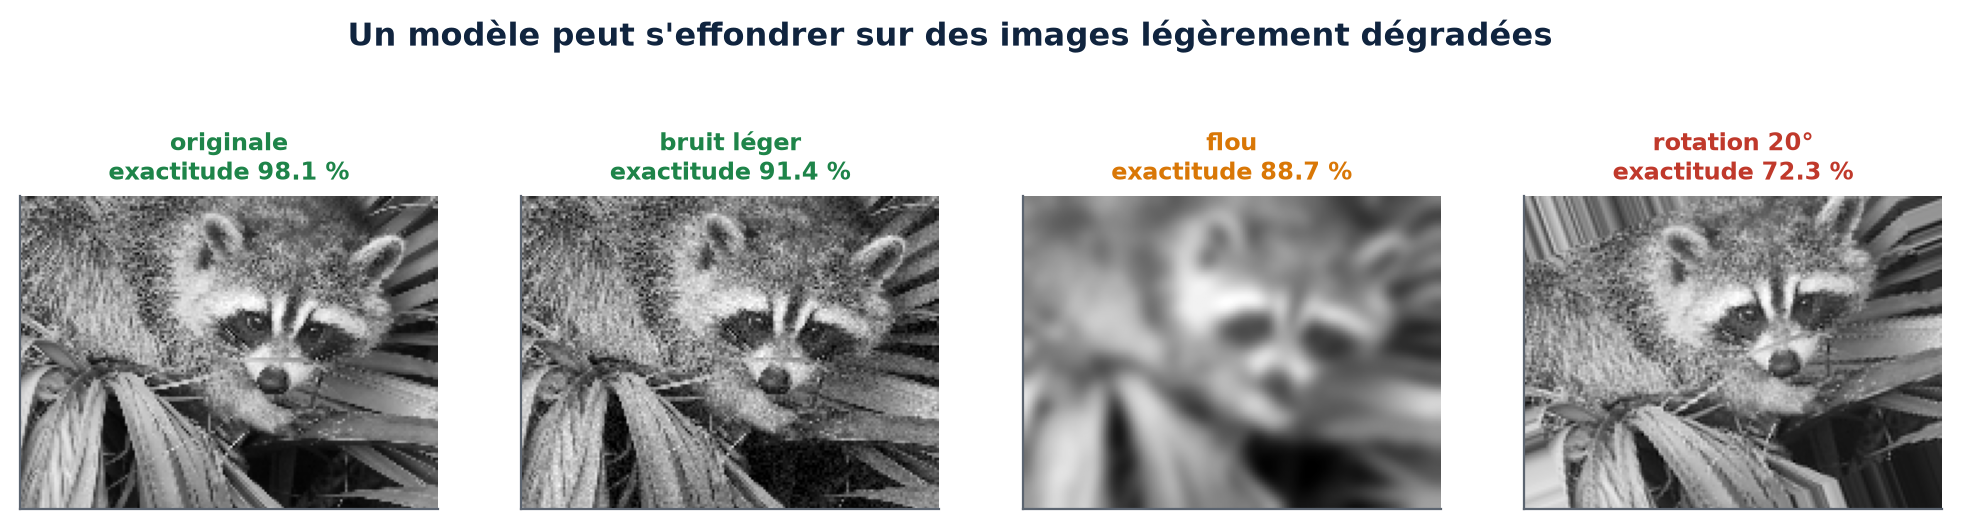 Un modèle peut s'effondrer sur des images légèrement dégradées
originale
exactitude 98.1 %
bruit léger
exactitude 91.4 %
flou
exactitude 88.7 %
rotation 20°
exactitude 72.3 %